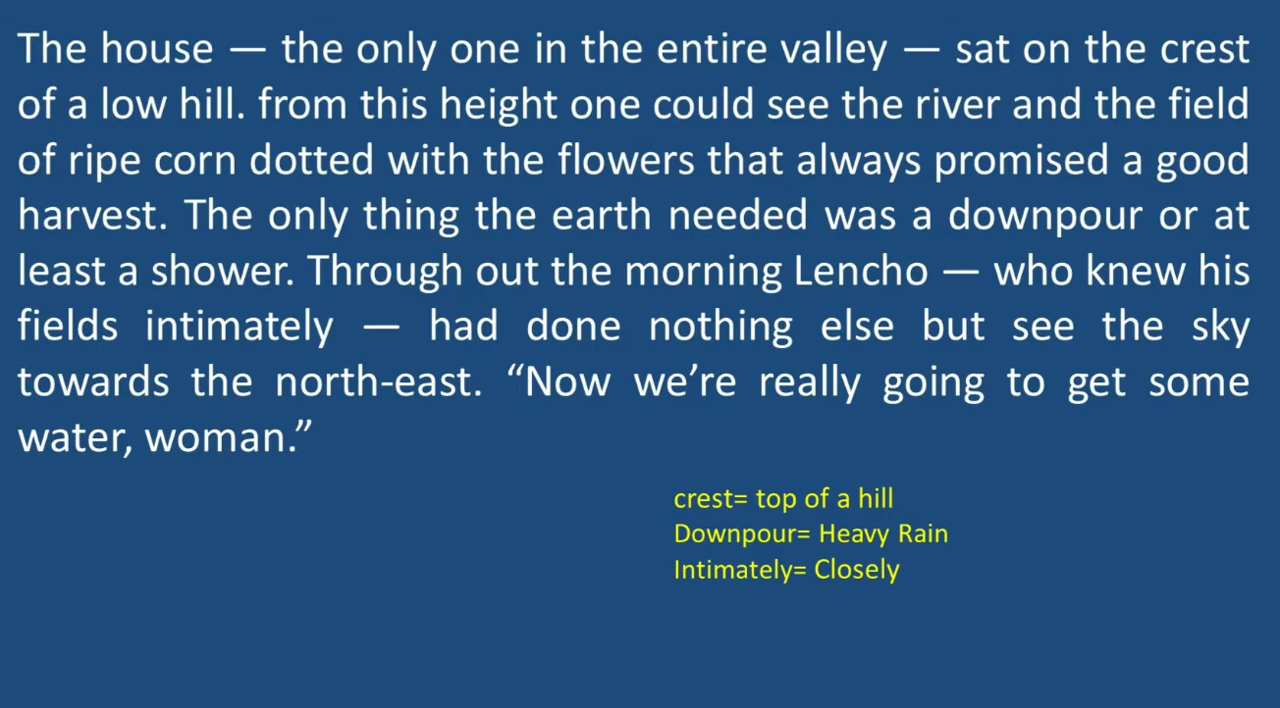 The house — the only one in the entire valley — sat on the crest
of a low hill. from this height one could see the river and the field
of ripe corn dotted with the flowers that always promised a good
harvest. The only thing the earth needed was a downpour or at
least a shower. Through out the morning Lencho — who knew his
fields intimately — had done nothing else but see the sky
towards the north-east. “Now we’re really going to get some
water, woman.”
crest= top of a hill
Downpour= Heavy Rain
Intimately= Closely